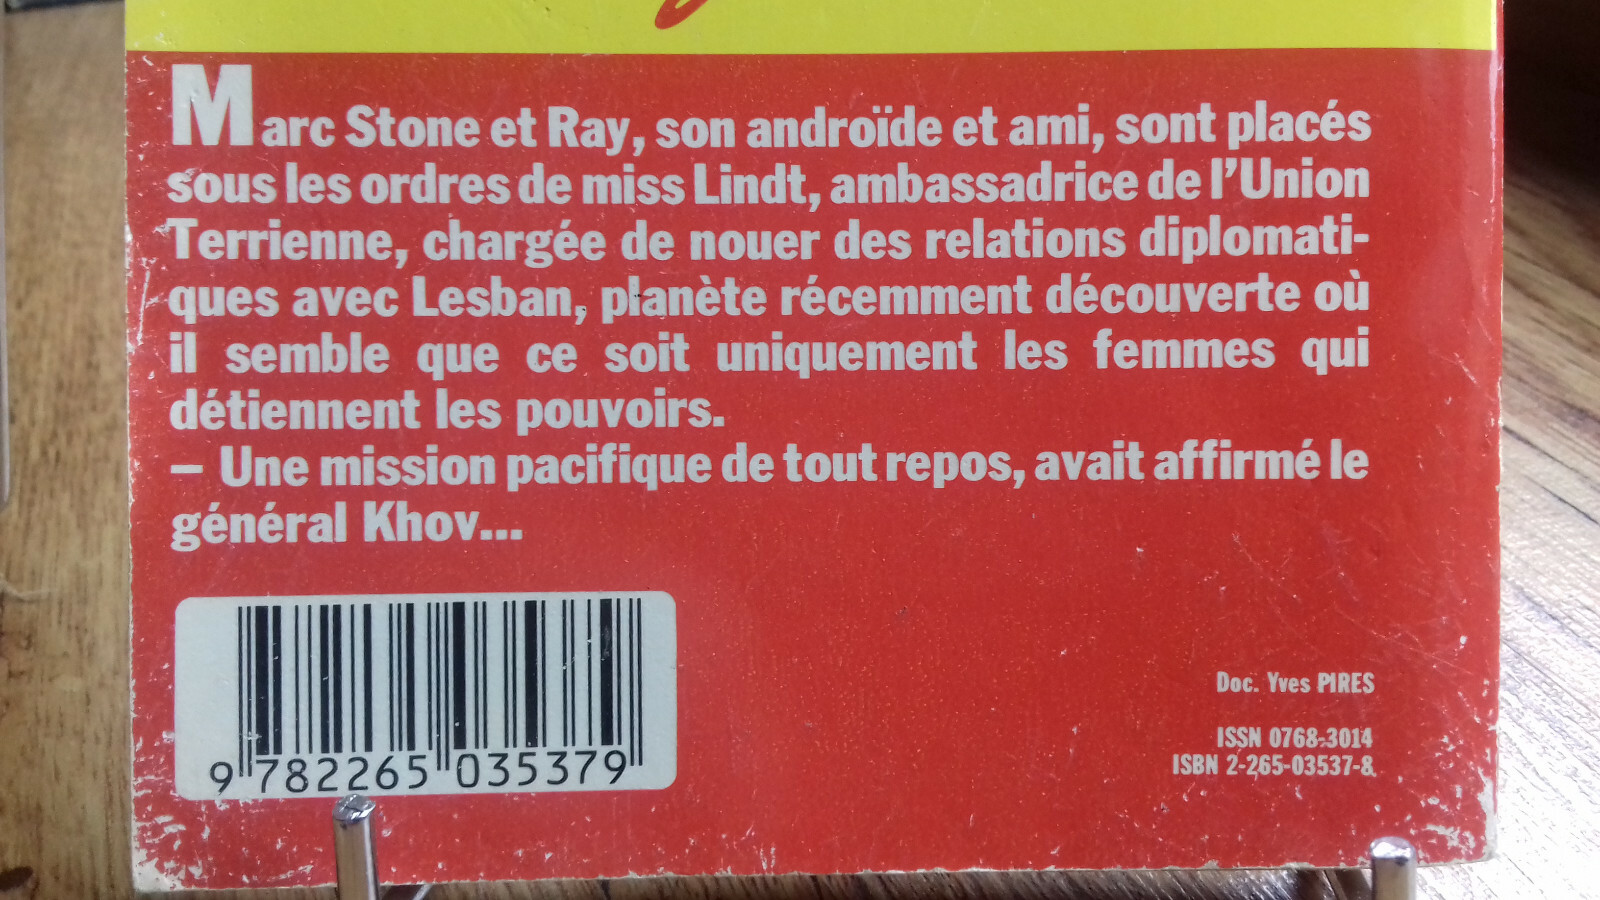 Marc Stone et Ray, son androïde et ami, sont placés
sous les ordres de miss Lindt, ambassadrice de l'Union
Terrienne, chargée de nouer des relations diplomati-
ques avec Lesban, planète récemment découverte où
il semble que ce soit uniquement les femmes qui
détiennent les pouvoirs.
– Une mission pacifique de tout repos, avait affirmé le
général Khov...
9 782265 035379
Doc. Yves PIRES
ISSN 0768-3014
ISBN 2-265-03537-8